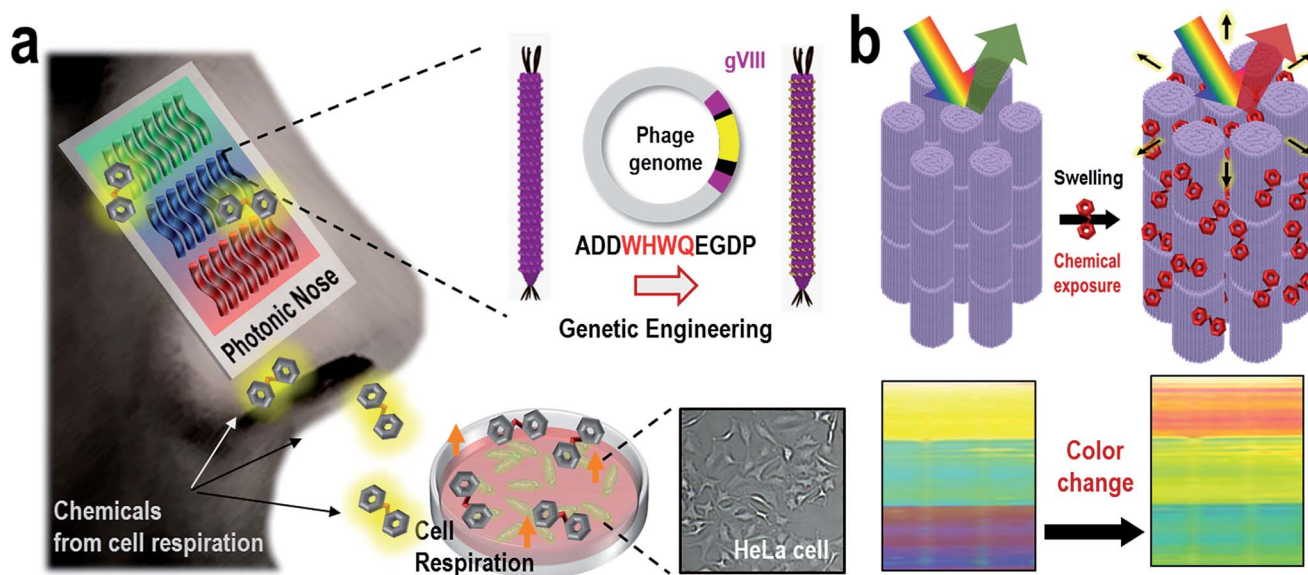 a
Photonic Nose
Chemicals
from cell respiration
gVIII
Phage
genome
ADDWHWQEGDP
Genetic Engineering
Cell
Respiration
HeLa cell
b
Swelling
Chemical
exposure
Color
change